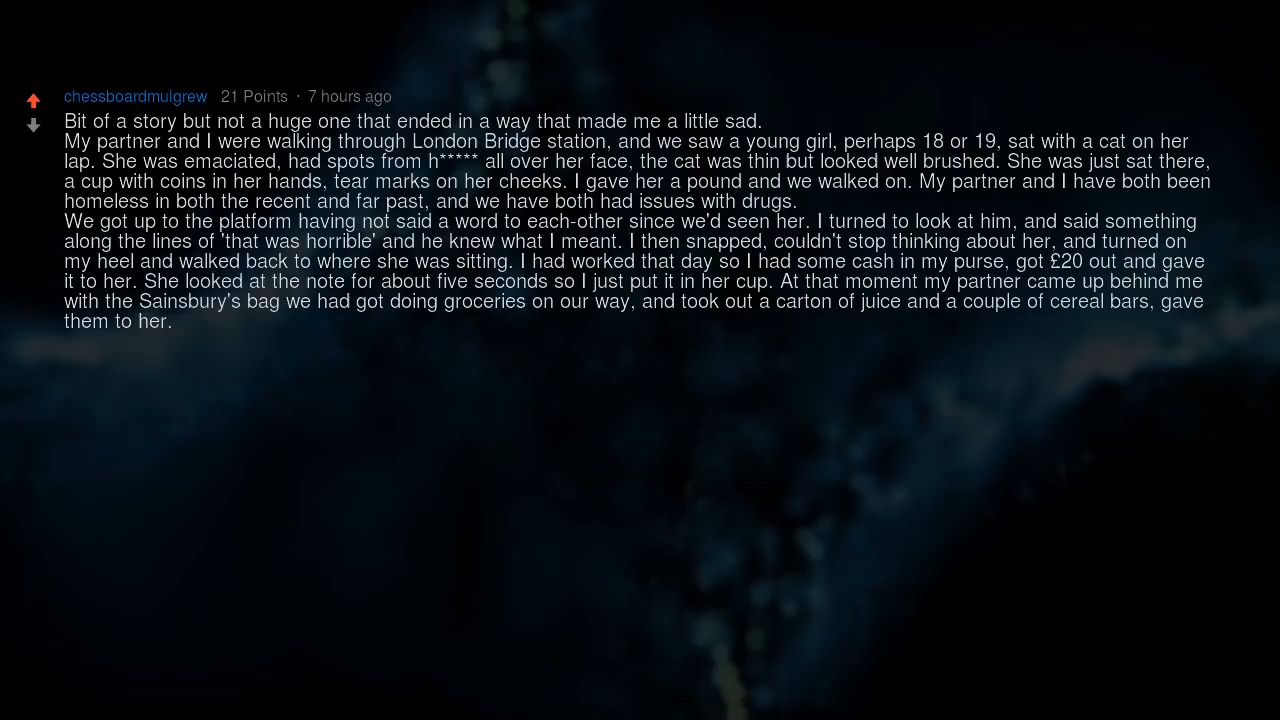 chessboardmulgrew 21 Points · 7 hours ago
Bit of a story but not a huge one that ended in a way that made me a little sad.
My partner and I were walking through London Bridge station, and we saw a young girl, perhaps 18 or 19, sat with a cat on her
lap. She was emaciated, had spots from h***** all over her face, the cat was thin but looked well brushed. She was just sat there,
a cup with coins in her hands, tear marks on her cheeks. I gave her a pound and we walked on. My partner and I have both been
homeless in both the recent and far past, and we have both had issues with drugs.
We got up to the platform having not said a word to each-other since we'd seen her. I turned to look at him, and said something
along the lines of 'that was horrible' and he knew what I meant. I then snapped, couldn't stop thinking about her, and turned on
my heel and walked back to where she was sitting. I had worked that day so I had some cash in my purse, got £20 out and gave
it to her. She looked at the note for about five seconds so I just put it in her cup. At that moment my partner came up behind me
with the Sainsbury's bag we had got doing groceries on our way, and took out a carton of juice and a couple of cereal bars, gave
them to her.